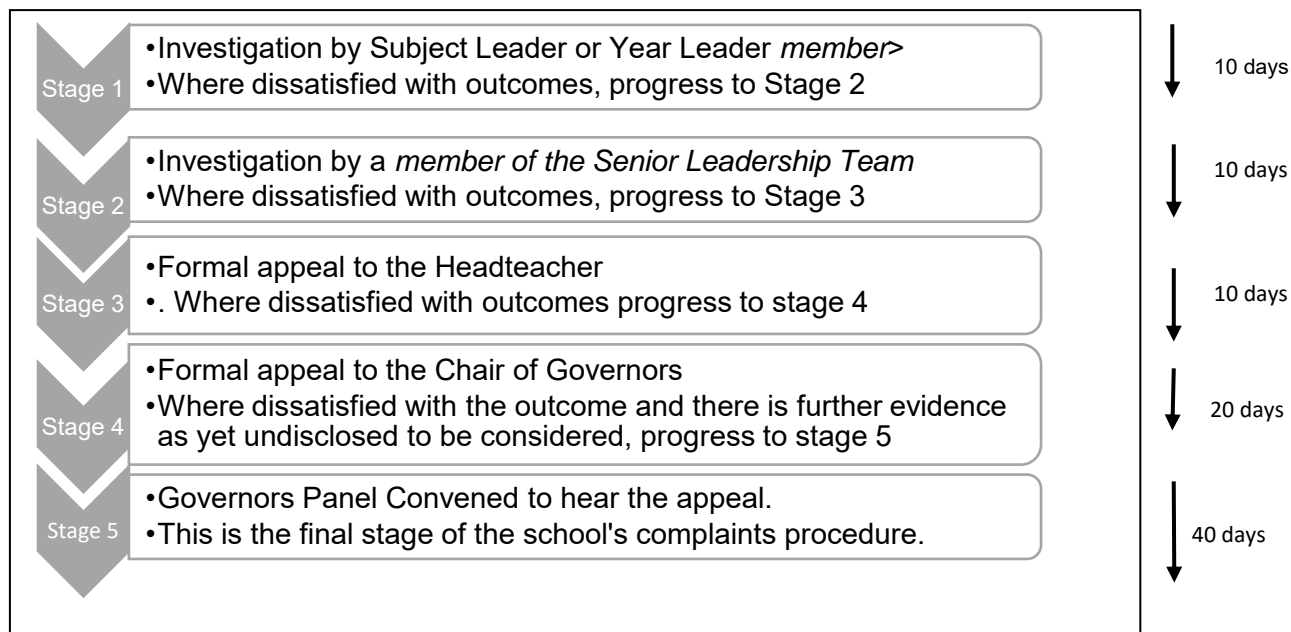 Stage 1
•Investigation by Subject Leader or Year Leader member>
•Where dissatisfied with outcomes, progress to Stage 2
10 days
Stage 2
•Investigation by a member of the Senior Leadership Team
•Where dissatisfied with outcomes, progress to Stage 3
10 days
Stage 3
•Formal appeal to the Headteacher
•. Where dissatisfied with outcomes progress to stage 4
10 days
Stage 4
•Formal appeal to the Chair of Governors
•Where dissatisfied with the outcome and there is further evidence
as yet undisclosed to be considered, progress to stage 5
20 days
Stage 5
•Governors Panel Convened to hear the appeal.
•This is the final stage of the school's complaints procedure.
40 days